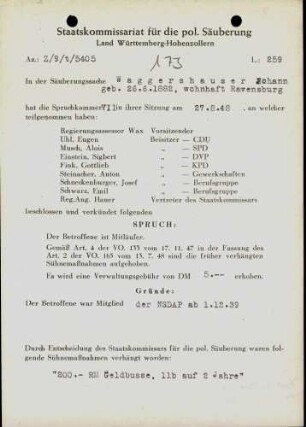 Staatskommissariat für die pol. Säuberung
Land Württemberg-Hohenzollern
Az.: Z/9/t/5405 173 L.: 259
In der Säuberungssache Waggershauser Johann
geb. 26.6.1882, wohnhaft Ravensburg
hat die Spruchkammer VII in ihrer Sitzung am 27.8.48, an welcher
teilgenommen haben:
Regierungsassessor Wax Vorsitzender
Uhl, Eugen Beisitzer — CDU
Musch, Alois » — SPD
Einstein, Sigbert » — DVP
Fink, Gottlieb » — KPD
Steinacher, Anton » — Gewerkschaften
Schneckenburger, Josef » — Berufsgruppe
Schwarz, Emil » — Berufsgruppe
Reg.Ang. Hauer Vertreter des Staatskommissars
beschlossen und verkündet folgenden
SPRUCH:
Der Betroffene ist Mitläufer.
Gemäß Art. 4 der VO. 133 vom 17. 11. 47 in der Fassung des
Art. 2 der VO. 165 vom 13. 7. 48 sind die früher verhängten
Sühnemaßnahmen aufgehoben.
Es wird eine Verwaltungsgebühr von DM 5.-- erhoben.
Gründe:
Der Betroffene war Mitglied der NSDAP ab 1.12.39
Durch Entscheidung des Staatskommissars für die pol. Säuberung waren fol-
gende Sühnemaßnahmen verhängt worden:
"200.- RM Geldbusse, 11b auf 2 Jahre"